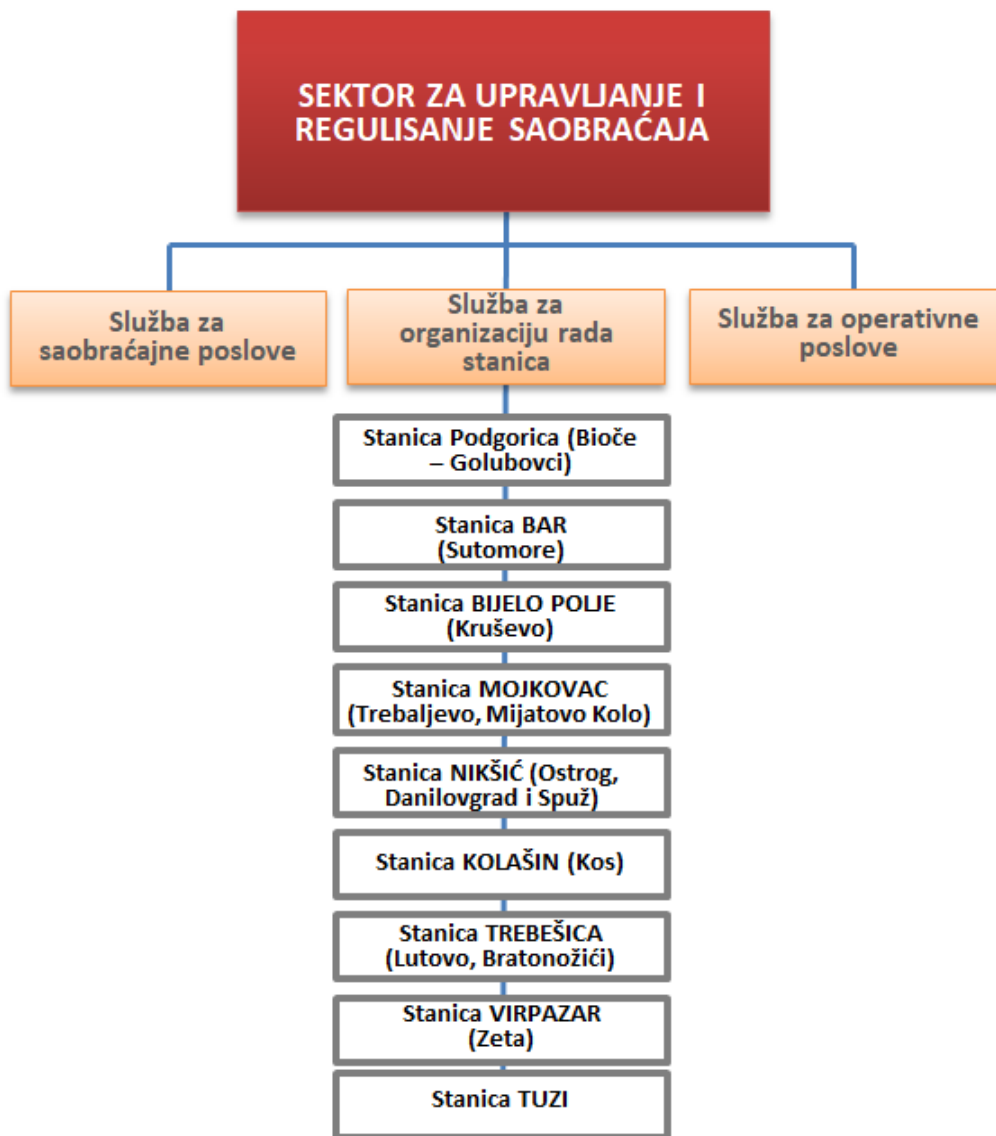 SEKTOR ZA UPRAVLJANJE I
REGULISANJE SAOBRAĆAJA
Služba za
saobraćajne poslove
Služba za
organizaciju rada
stanica
Služba za operativne
poslove
Stanica Podgorica (Bioče
– Golubovci)
Stanica BAR
(Sutomore)
Stanica BIJELO POLJE
(Kruševo)
Stanica MOJKOVAC
(Trebaljevo, Mijatovo Kolo)
Stanica NIKŠIĆ (Ostrog,
Danilovgrad i Spuž)
Stanica KOLAŠIN (Kos)
Stanica TREBEŠICA
(Lutovo, Bratonožići)
Stanica VIRPAZAR
(Zeta)
Stanica TUZI